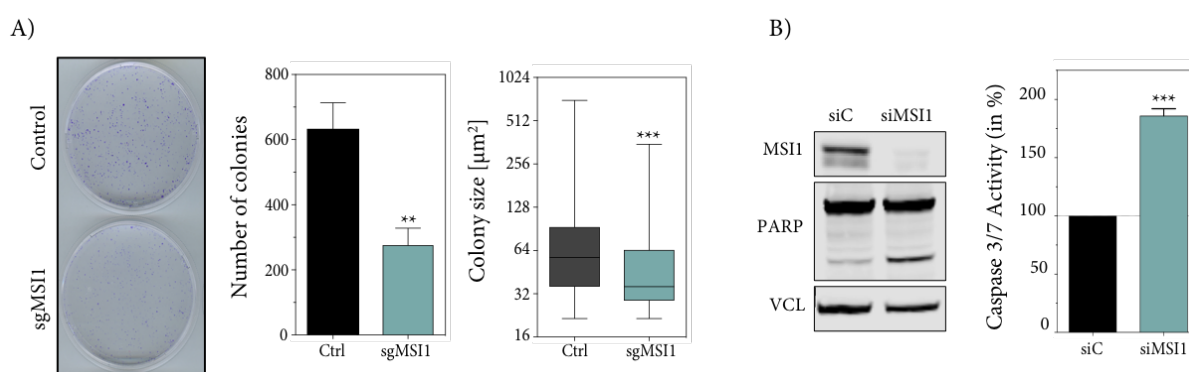 A)
Control
sgMSI1
Number of colonies
800
600
400
200
0
**
Ctrl
sgMSI1
Colony size [µm²]
1024
512
256
128
64
32
16
***
Ctrl
sgMSI1
B)
siC
siMSI1
MSI1
PARP
VCL
Caspase 3/7 Activity (in %)
200
150
100
50
0
***
siC
siMSI1